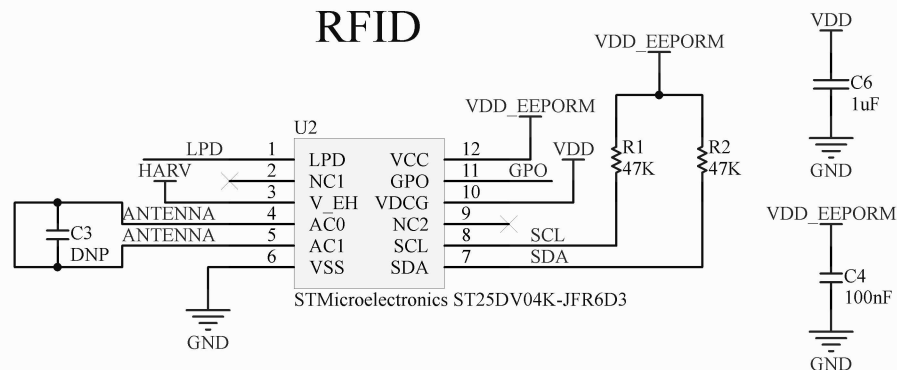 RFID
VDD_EEPORM
VDD
C6
1uF
GND
VDD_EEPORM
U2
VDD
R1
47K
R2
47K
LPD 1 LPD VCC 12
HARV 2 NC1 GPO 11 GPO
3 V_EH VDCG 10
ANTENNA 4 AC0 NC2 9
ANTENNA 5 AC1 SCL 8 SCL
6 VSS SDA 7 SDA
C3
DNP
STMicroelectronics ST25DV04K-JFR6D3
GND
VDD_EEPORM
C4
100nF
GND